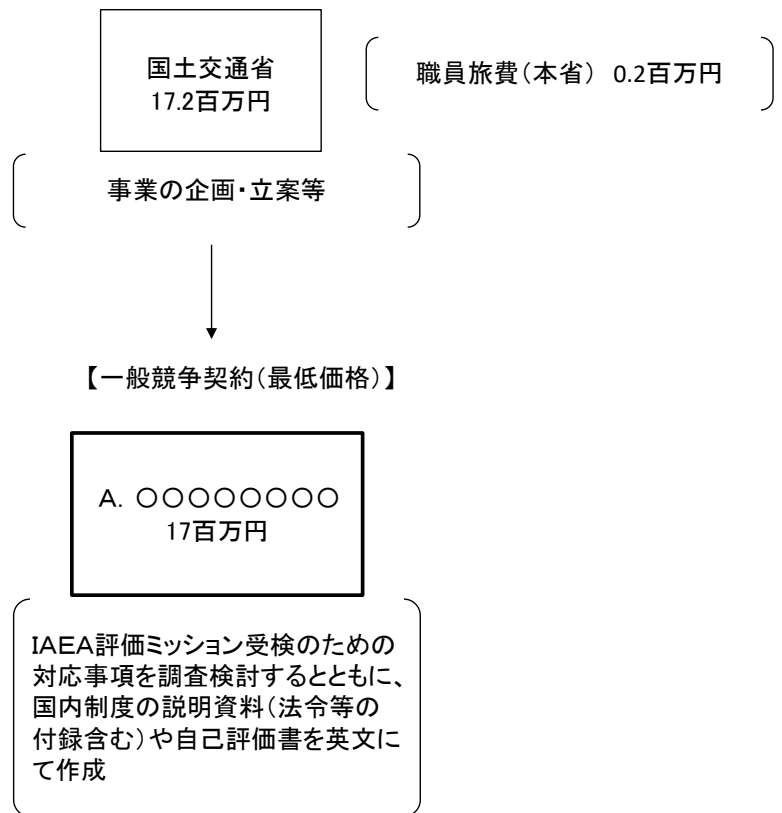 国土交通省
17.2百万円
職員旅費（本省） 0.2百万円
事業の企画・立案等
【一般競争契約（最低価格）】
A. 〇〇〇〇〇〇〇〇
17百万円
IAEA評価ミッション受検のための
対応事項を調査検討するとともに、
国内制度の説明資料（法令等の
付録含む）や自己評価書を英文に
て作成